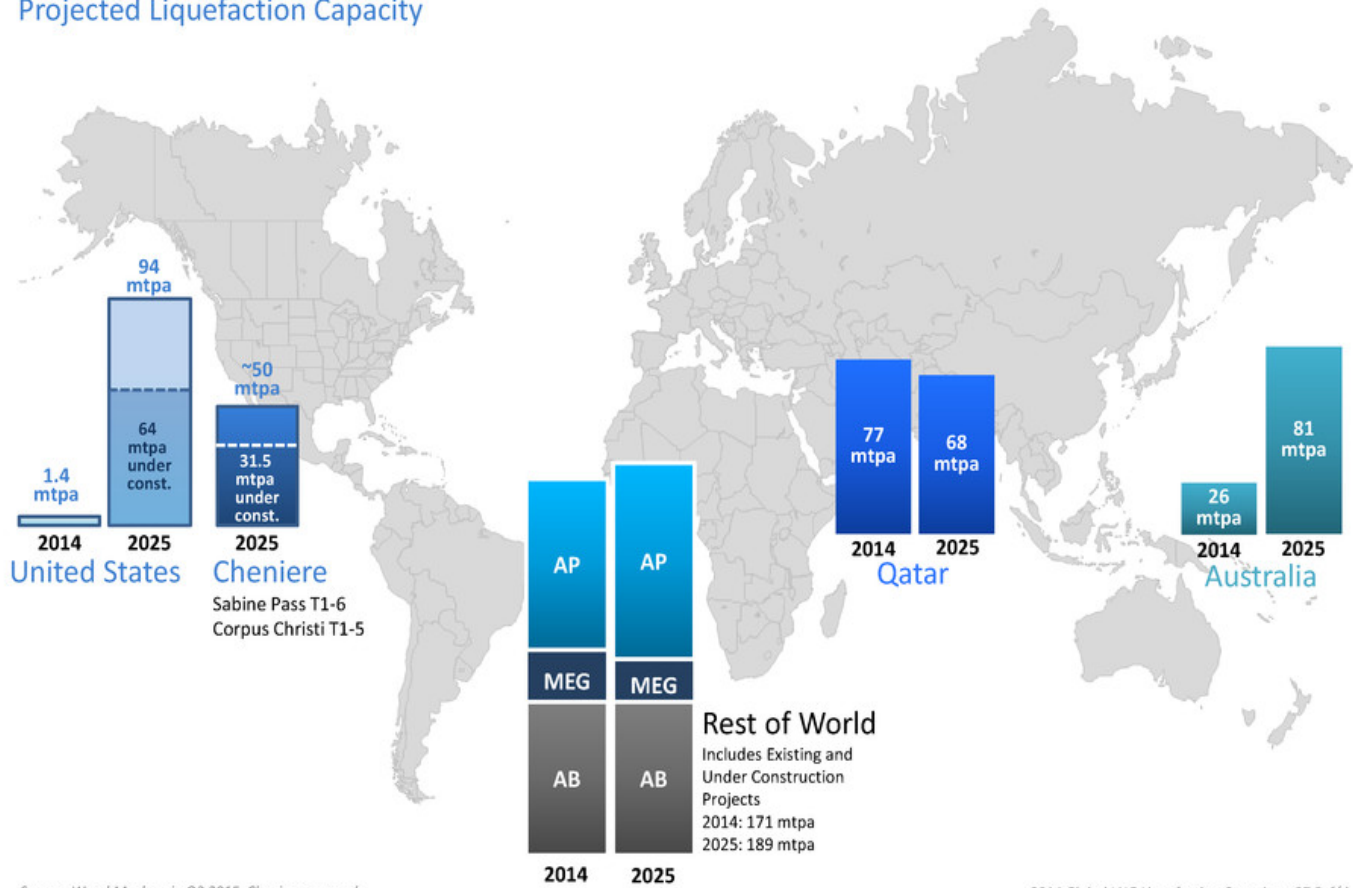 Projected Liquefaction Capacity
94
mtpa
64
mtpa
under
const.
1.4
mtpa
2014
2025
United States
~50
mtpa
31.5
mtpa
under
const.
2025
Cheniere
Sabine Pass T1-6
Corpus Christi T1-5
AP
AP
MEG
MEG
AB
AB
2014
2025
Rest of World
Includes Existing and
Under Construction
Projects
2014: 171 mtpa
2025: 189 mtpa
77
mtpa
68
mtpa
2014
2025
Qatar
26
mtpa
81
mtpa
2014
2025
Australia